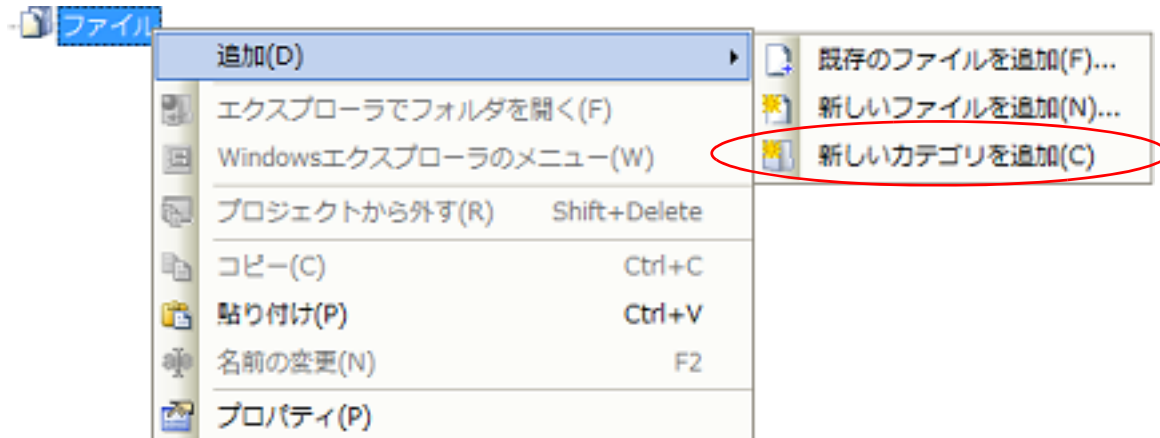 ファイル
追加(D)
既存のファイルを追加(F)...
新しいファイルを追加(N)...
新しいカテゴリを追加(C)
エクスプローラでフォルダを開く(F)
Windowsエクスプローラのメニュー(W)
プロジェクトから外す(R) Shift+Delete
コピー(C) Ctrl+C
貼り付け(P) Ctrl+V
名前の変更(N) F2
プロパティ(P)